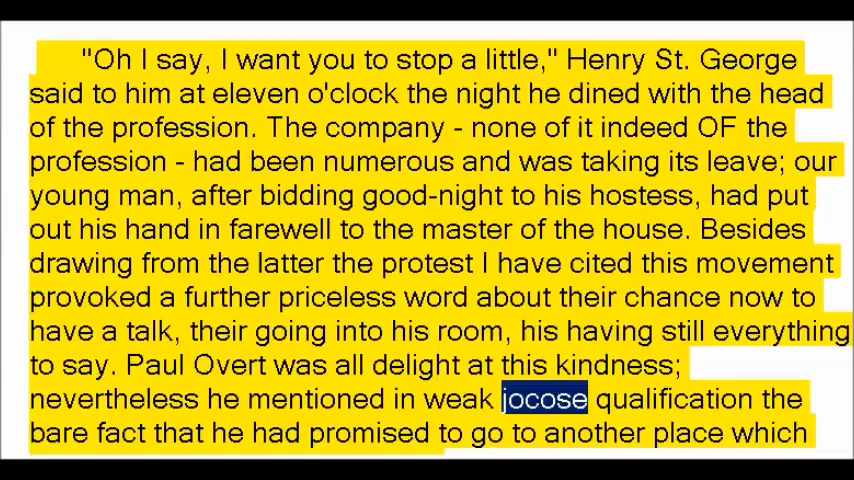 "Oh I say, I want you to stop a little," Henry St. George
said to him at eleven o'clock the night he dined with the head
of the profession. The company - none of it indeed OF the
profession - had been numerous and was taking its leave; our
young man, after bidding good-night to his hostess, had put
out his hand in farewell to the master of the house. Besides
drawing from the latter the protest I have cited this movement
provoked a further priceless word about their chance now to
have a talk, their going into his room, his having still everything
to say. Paul Overt was all delight at this kindness;
nevertheless he mentioned in weak jocose qualification the
bare fact that he had promised to go to another place which